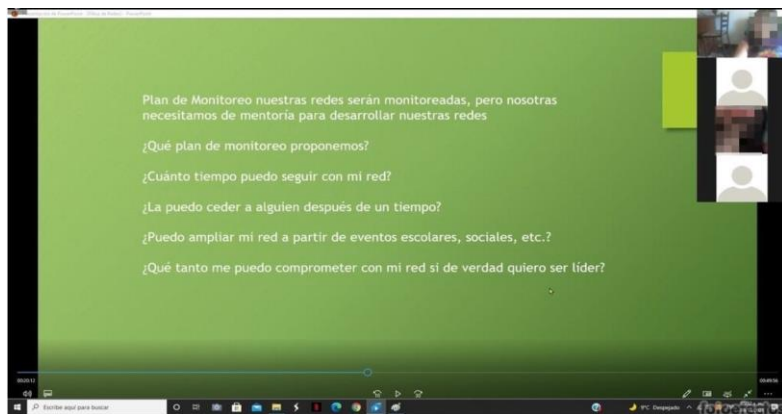 Plan de Monitoreo nuestras redes serán monitoreadas, pero nosotras
necesitamos de mentoría para desarrollar nuestras redes
¿Qué plan de monitoreo proponemos?
¿Cuánto tiempo puedo seguir con mi red?
¿La puedo ceder a alguien después de un tiempo?
¿Puedo ampliar mi red a partir de eventos escolares, sociales, etc.?
¿Qué tanto me puedo comprometer con mi red si de verdad quiero ser líder?
Escribe aquí para buscar
9°C Despejado